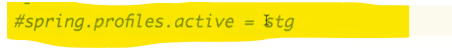 #spring.profiles.active = stg